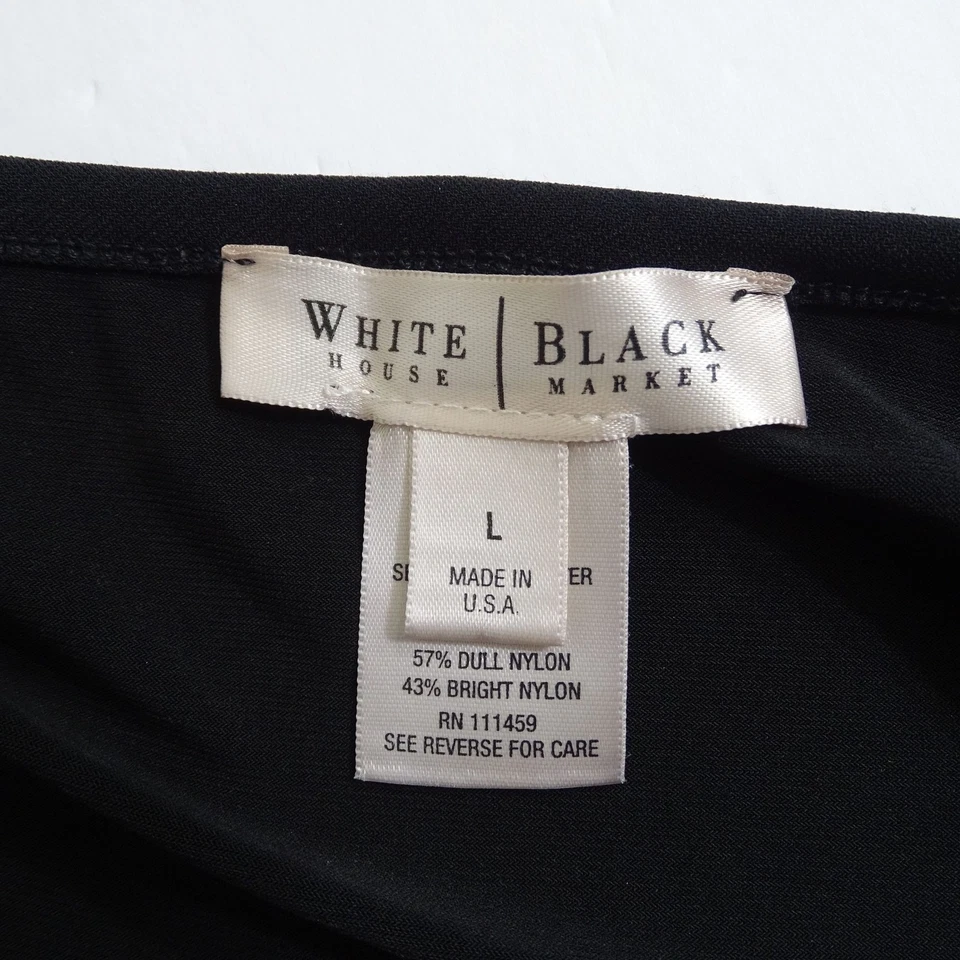 WHITE | BLACK
HOUSE MARKET
L
MADE IN
U.S.A.
57% DULL NYLON
43% BRIGHT NYLON
RN 111459
SEE REVERSE FOR CARE